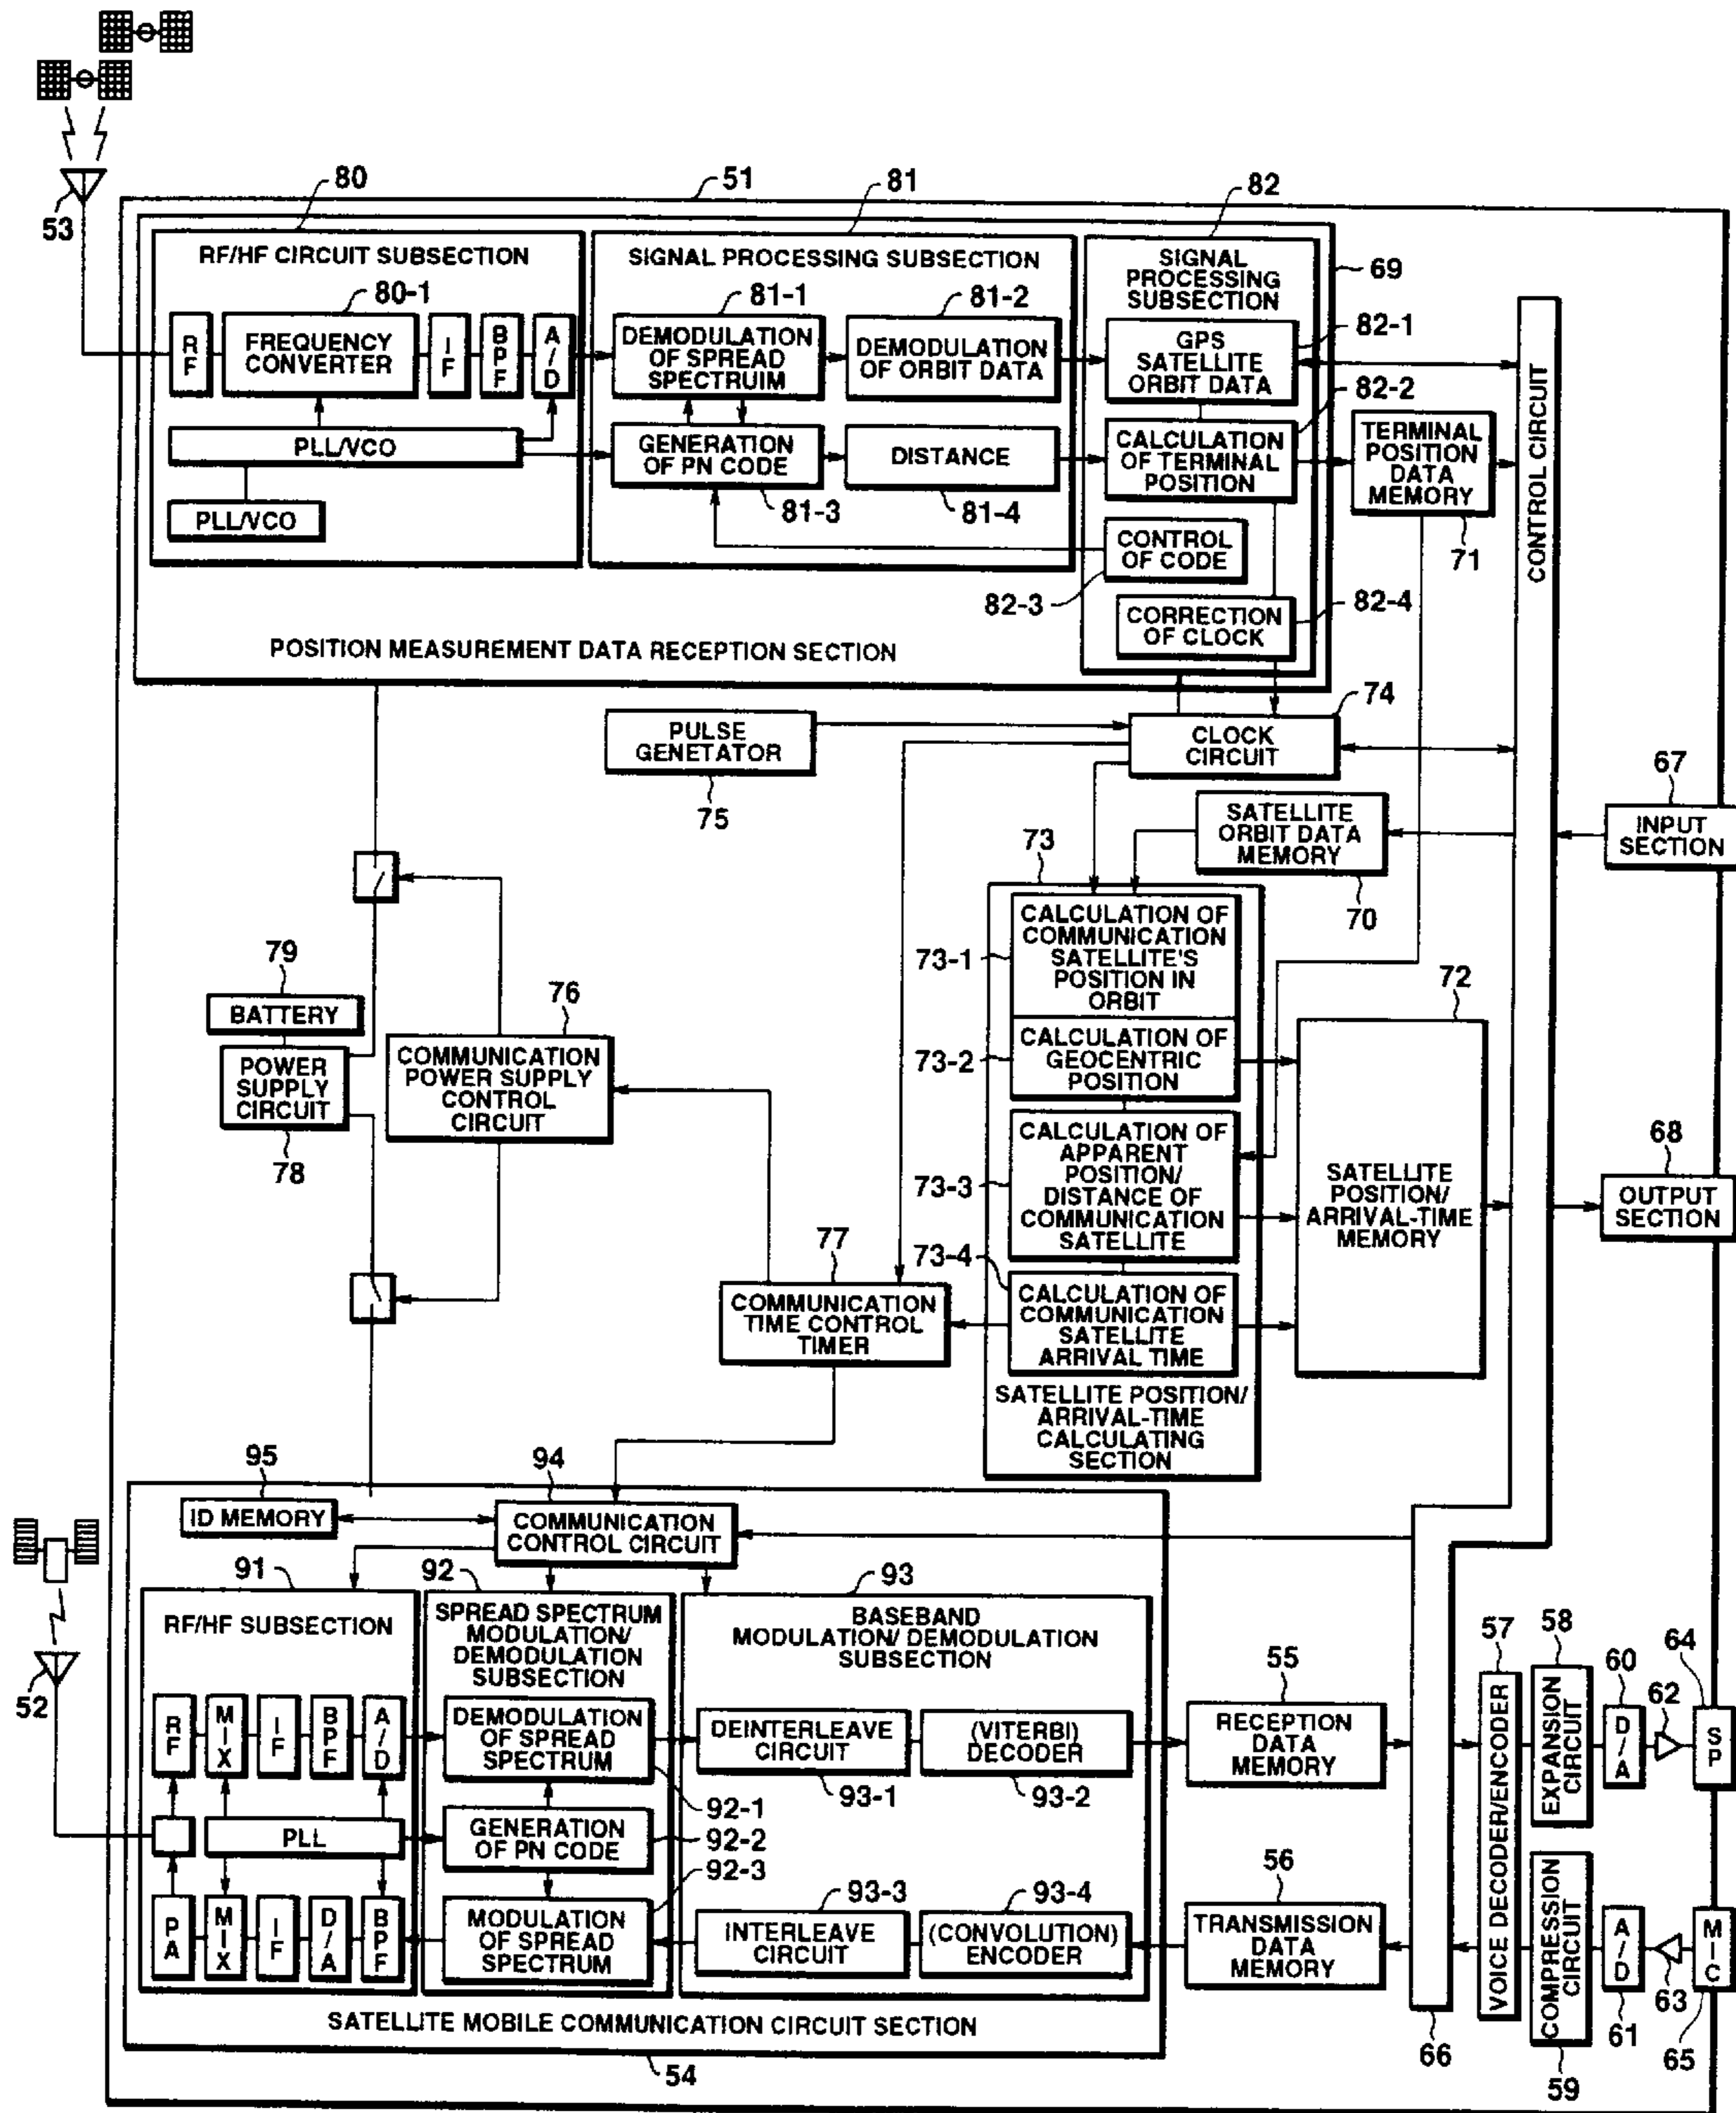 80
51
81
82
53
RF/HF CIRCUIT SUBSECTION
SIGNAL PROCESSING SUBSECTION
SIGNAL
PROCESSING
SUBSECTION
69
80-1
81-1
81-2
82-1
RF
FREQUENCY
CONVERTER
IF
BPF
A/D
DEMODULATION
OF SPREAD
SPECTRUIM
DEMODULATION
OF ORBIT DATA
GPS
SATELLITE
ORBIT DATA
82-2
PLL/VCO
GENERATION
OF PN CODE
DISTANCE
CALCULATION
OF TERMINAL
POSITION
TERMINAL
POSITION
DATA
MEMORY
CONTROL CIRCUIT
PLL/VCO
81-3
81-4
CONTROL
OF CODE
71
82-3
82-4
CORRECTION
OF CLOCK
POSITION MEASUREMENT DATA RECEPTION SECTION
74
PULSE
GENETATOR
CLOCK
CIRCUIT
75
67
SATELLITE
ORBIT DATA
MEMORY
INPUT
SECTION
73
70
CALCULATION OF
COMMUNICATION
SATELLITE'S
POSITION IN
ORBIT
73-1
79
BATTERY
76
72
POWER
SUPPLY
CIRCUIT
COMMUNICATION
POWER SUPPLY
CONTROL
CIRCUIT
73-2
CALCULATION OF
GEOCENTRIC
POSITION
78
CALCULATION OF
APPARENT
POSITION/
DISTANCE OF
COMMUNICATION
SATELLITE
73-3
SATELLITE
POSITION/
ARRIVAL-TIME
MEMORY
68
OUTPUT
SECTION
77
73-4
COMMUNICATION
TIME CONTROL
TIMER
CALCULATION OF
COMMUNICATION
SATELLITE
ARRIVAL TIME
SATELLITE POSITION/
ARRIVAL-TIME
CALCULATING
SECTION
95
94
ID MEMORY
COMMUNICATION
CONTROL CIRCUIT
91
92
93
52
RF/HF SUBSECTION
SPREAD SPECTRUM
MODULATION/
DEMODULATION
SUBSECTION
BASEBAND
MODULATION/ DEMODULATION
SUBSECTION
55
57
58
60
62
64
RF
MIX
IF
BPF
A/D
DEMODULATION
OF SPREAD
SPECTRUM
DEINTERLEAVE
CIRCUIT
(VITERBI)
DECODER
RECEPTION
DATA
MEMORY
VOICE DECODER/ENCODER
EXPANSION
CIRCUIT
D/A
SP
92-1
93-1
93-2
PLL
GENERATION
OF PN CODE
92-2
92-3
93-3
93-4
56
PA
MIX
IF
D/A
BPF
MODULATION
OF SPREAD
SPECTRUM
INTERLEAVE
CIRCUIT
(CONVOLUTION)
ENCODER
TRANSMISSION
DATA
MEMORY
COMPRESSION
CIRCUIT
A/D
MIC
63
SATELLITE MOBILE COMMUNICATION CIRCUIT SECTION
54
66
59
61
65